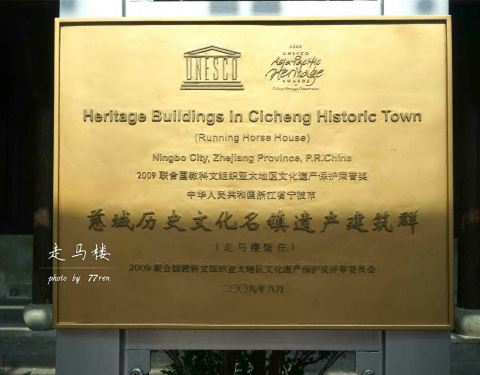 UNESCO
2009
UNESCO
Asia-Pacific
Heritage
AWARDS
Culture Heritage Conservation
Heritage Buildings in Cicheng Historic Town
(Running Horse House)
Ningbo City, Zhejiang Province, P.R.China
2009 联合国教科文组织亚太地区文化遗产保护荣誉奖
中华人民共和国浙江省宁波市
慈城历史文化名镇遗产建筑群
(走马楼饭庄)
2009 联合国教科文组织亚太地区文化遗产保护奖评审委员会
二〇〇九年八月
走马楼
photo by 77ren